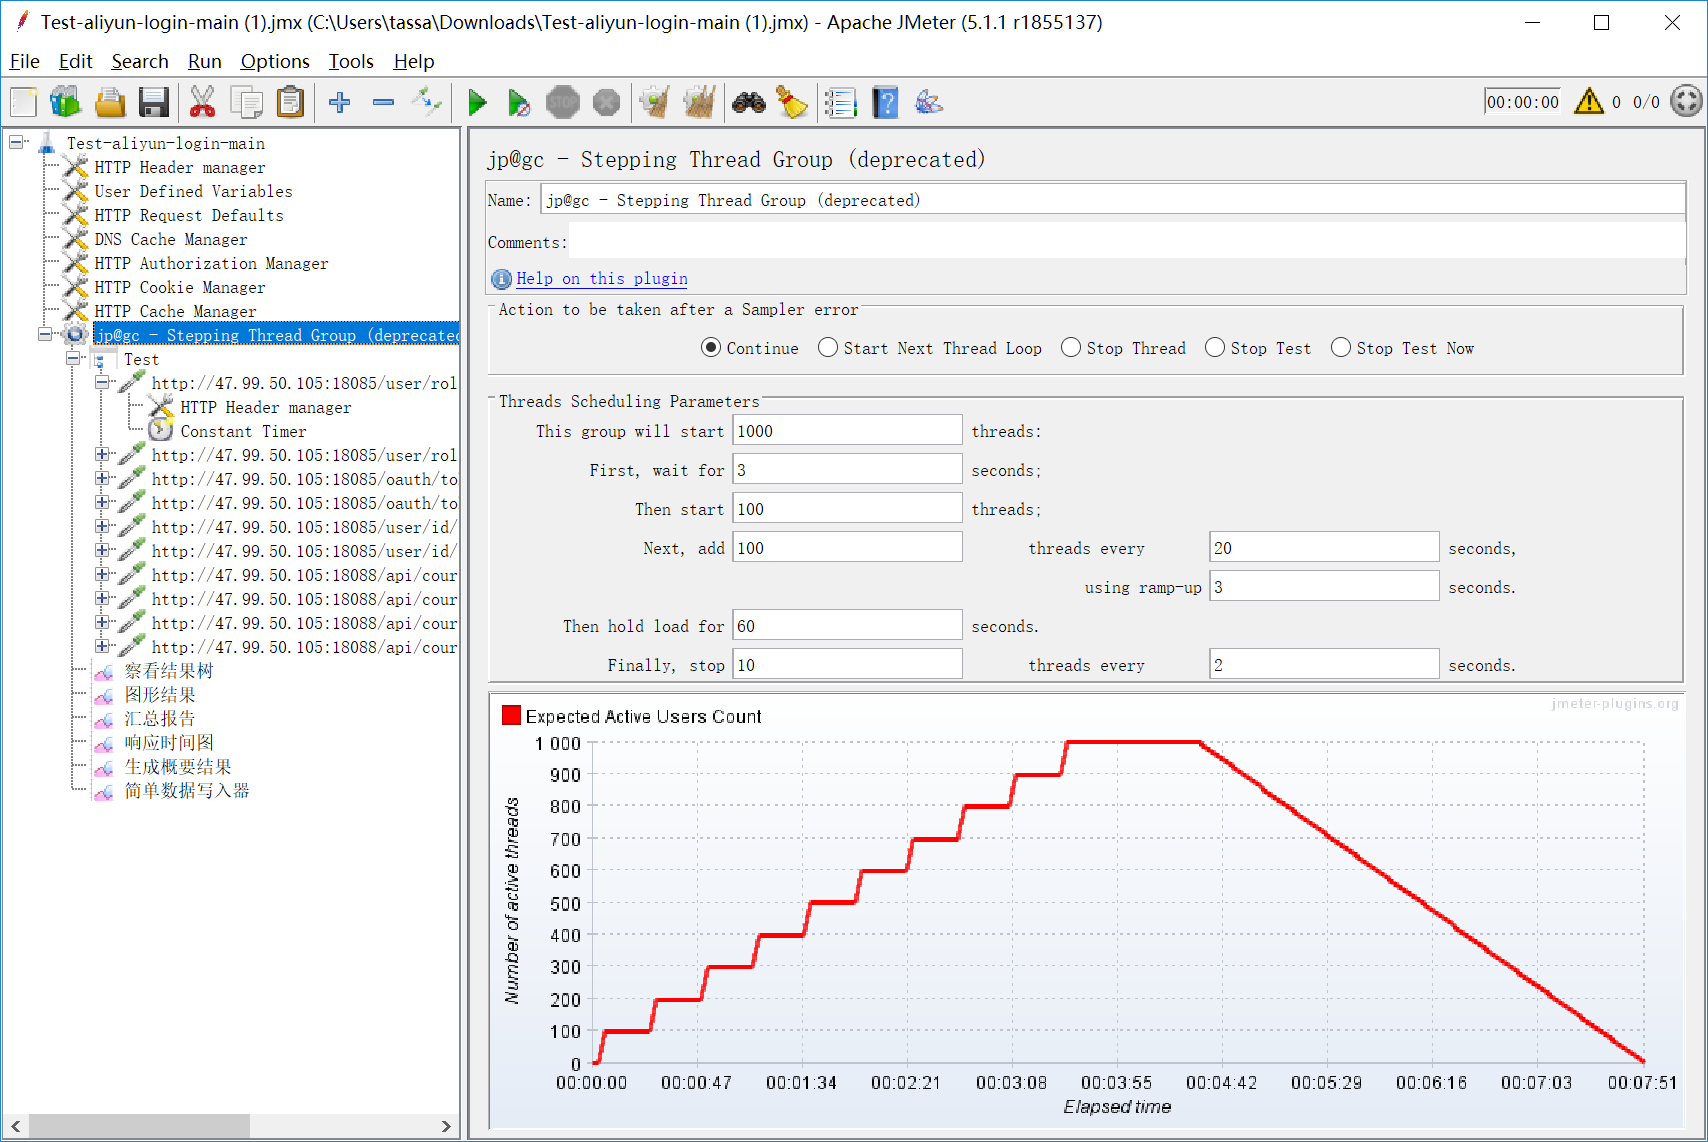 Test-aliyun-login-main (1).jmx (C:\Users\tassa\Downloads\Test-aliyun-login-main (1).jmx) - Apache JMeter (5.1.1 r1855137)
File Edit Search Run Options Tools Help
STOP 00:00:00 0 0/0
Test-aliyun-login-main
HTTP Header manager
User Defined Variables
HTTP Request Defaults
DNS Cache Manager
HTTP Authorization Manager
HTTP Cookie Manager
HTTP Cache Manager
jp@gc - Stepping Thread Group (deprecated
Test
http://47.99.50.105:18085/user/rol
HTTP Header manager
Constant Timer
http://47.99.50.105:18085/user/rol
http://47.99.50.105:18085/oauth/to
http://47.99.50.105:18085/oauth/to
http://47.99.50.105:18085/user/id/
http://47.99.50.105:18085/user/id/
http://47.99.50.105:18088/api/cour
http://47.99.50.105:18088/api/cour
http://47.99.50.105:18088/api/cour
http://47.99.50.105:18088/api/cour
察看结果树
图形结果
汇总报告
响应时间图
生成概要结果
简单数据写入器
jp@gc - Stepping Thread Group (deprecated)
Name: jp@gc - Stepping Thread Group (deprecated)
Comments:
Help on this plugin
Action to be taken after a Sampler error
Continue Start Next Thread Loop Stop Thread Stop Test Stop Test Now
Threads Scheduling Parameters
This group will start 1000 threads:
First, wait for 3 seconds;
Then start 100 threads;
Next, add 100 threads every 20 seconds,
using ramp-up 3 seconds.
Then hold load for 60 seconds.
Finally, stop 10 threads every 2 seconds.
Expected Active Users Count
jmeter-plugins.org
1 000
900
800
700
600
500
400
300
200
100
0
Number of active threads
00:00:00 00:00:47 00:01:34 00:02:21 00:03:08 00:03:55 00:04:42 00:05:29 00:06:16 00:07:03 00:07:51
Elapsed time